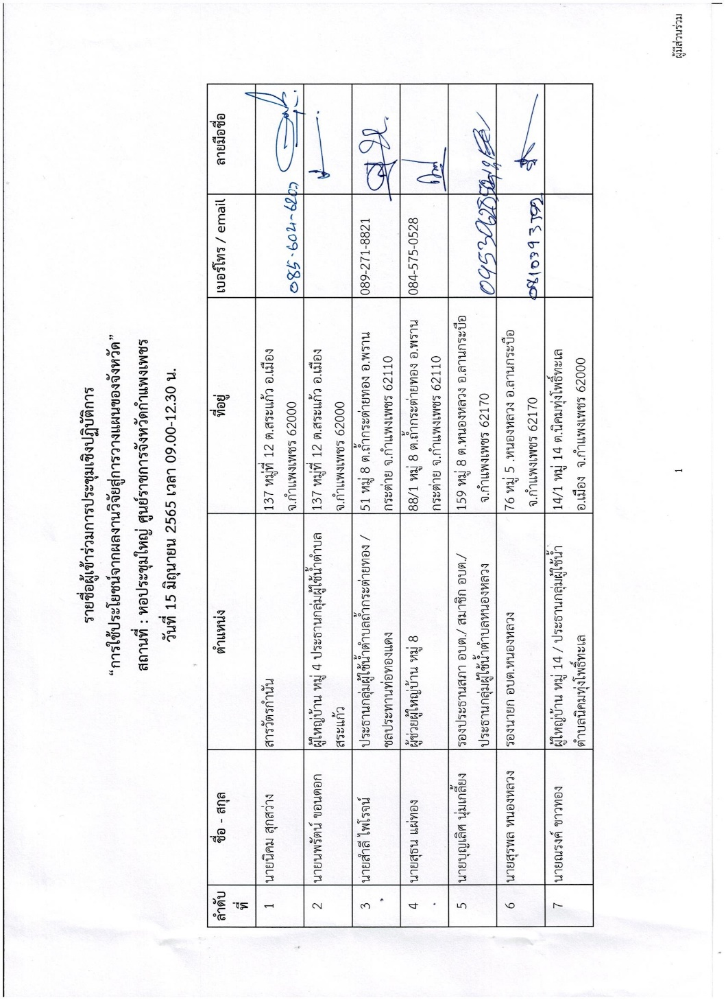 ผู้มีส่วนร่วม
รายชื่อผู้เข้าร่วมการประชุมเชิงปฏิบัติการ
“การใช้ประโยชน์จากผลงานวิจัยสู่การวางแผนของจังหวัด”
สถานที่ : หอประชุมใหญ่ ศูนย์ราชการจังหวัดกำแพงเพชร
วันที่ 15 มิถุนายน 2565 เวลา 09.00-12.30 น.
ลำดับที่ ชื่อ - สกุล ตำแหน่ง ที่อยู่ เบอร์โทร / email ลายมือชื่อ
1 นายนิคม สุกสว่าง สารวัตรกำนัน 137 หมู่ที่ 12 ต.สระแก้ว อ.เมือง
จ.กำแพงเพชร 62000
2 นายนพรัตน์ ขอนดอก ผู้ใหญ่บ้าน หมู่ 4 ประธานกลุ่มผู้ใช้น้ำตำบล 137 หมู่ที่ 12 ต.สระแก้ว อ.เมือง
สระแก้ว จ.กำแพงเพชร 62000
3 นายสำลี ไพโรจน์ ประธานกลุ่มผู้ใช้น้ำตำบลถ้ำกระต่ายทอง / 51 หมู่ 8 ต.ถ้ำกระต่ายทอง อ.พราน 089-271-8821
ชลประทานท่อทองแดง กระต่าย จ.กำแพงเพชร 62110
4 นายสุธน แผ่ทอง ผู้ช่วยผู้ใหญ่บ้าน หมู่ 8 88/1 หมู่ 8 ต.ถ้ำกระต่ายทอง อ.พราน 084-575-0528
กระต่าย จ.กำแพงเพชร 62110
5 นายบุญเลิศ นุ่มเกลี้ยง รองประธานสภา อบต./ สมาชิก อบต./ 159 หมู่ 8 ต.หนองหลวง อ.ลานกระบือ
ประธานกลุ่มผู้ใช้น้ำตำบลหนองหลวง จ.กำแพงเพชร 62170
6 นายสุรพล หนองหลวง รองนายก อบต.หนองหลวง 76 หมู่ 5 .หนองหลวง อ.ลานกระบือ
จ.กำแพงเพชร 62170
7 นายณรงค์ ขาวทอง ผู้ใหญ่บ้าน หมู่ 14 / ประธานกลุ่มผู้ใช้น้ำ 14/1 หมู่ 14 ต.นิคมทุ่งโพธิ์ทะเล
ตำบลนิคมทุ่งโพธิ์ทะเล อ.เมือง จ.กำแพงเพชร 62000
1